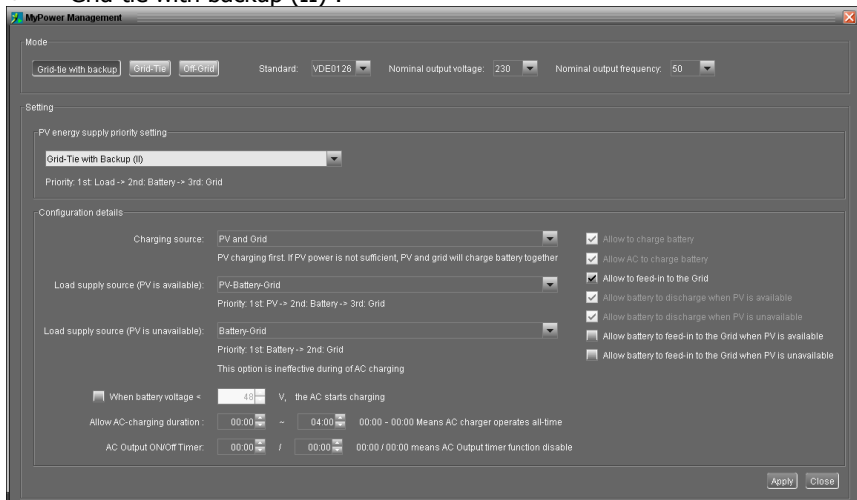 Grid-tie with backup (II) :
MyPower Management
Mode
Grid-tie with backup Grid-Tie Off-Grid Standard: VDE0126 Nominal output voltage: 230 Nominal output frequency: 50
Setting
PV energy supply priority setting
Grid-Tie with Backup (II)
Priority: 1st: Load -> 2nd: Battery -> 3rd: Grid
Configuration details
Charging source: PV and Grid
PV charging first. If PV power is not sufficient, PV and grid will charge battery together
Load supply source (PV is available): PV-Battery-Grid
Priority: 1st: PV -> 2nd: Battery -> 3rd: Grid
Load supply source (PV is unavailable): Battery-Grid
Priority: 1st: Battery -> 2nd: Grid
This option is ineffective during of AC charging
When battery voltage < 48 V, the AC starts charging
Allow AC-charging duration : 00:00 ~ 04:00 00:00 - 00:00 Means AC charger operates all-time
AC Output ON/Off Timer: 00:00 / 00:00 00:00 / 00:00 means AC Output timer function disable
Allow to charge battery
Allow AC to charge battery
Allow to feed-in to the Grid
Allow battery to discharge when PV is available
Allow battery to discharge when PV is unavailable
Allow battery to feed-in to the Grid when PV is available
Allow battery to feed-in to the Grid when PV is unavailable
Apply Close